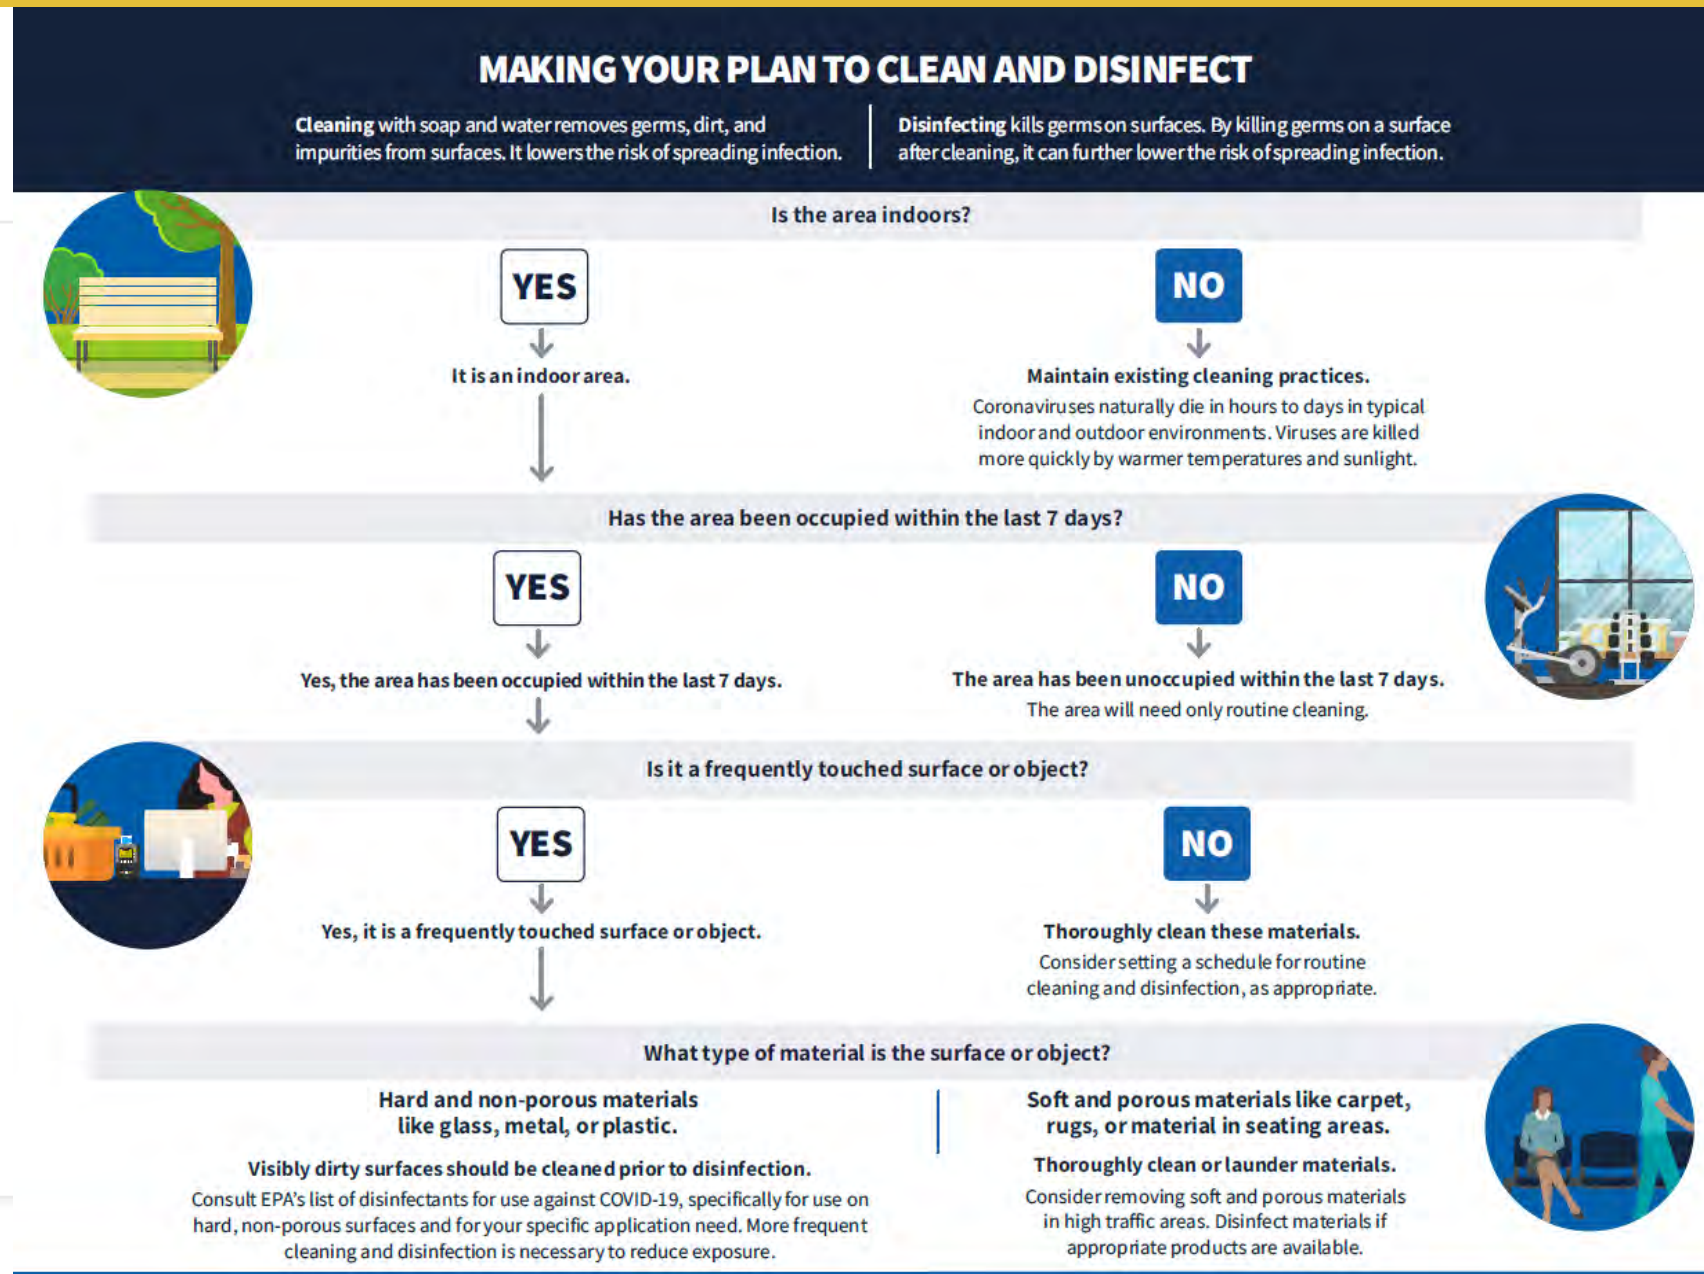 MAKING YOUR PLAN TO CLEAN AND DISINFECT
Cleaning with soap and water removes germs, dirt, and
impurities from surfaces. It lowers the risk of spreading infection.
Disinfecting kills germs on surfaces. By killing germs on a surface
after cleaning, it can further lower the risk of spreading infection.
Is the area indoors?
YES
It is an indoor area.
NO
Maintain existing cleaning practices.
Coronaviruses naturally die in hours to days in typical
indoor and outdoor environments. Viruses are killed
more quickly by warmer temperatures and sunlight.
Has the area been occupied within the last 7 days?
YES
Yes, the area has been occupied within the last 7 days.
NO
The area has been unoccupied within the last 7 days.
The area will need only routine cleaning.
Is it a frequently touched surface or object?
YES
Yes, it is a frequently touched surface or object.
NO
Thoroughly clean these materials.
Consider setting a schedule for routine
cleaning and disinfection, as appropriate.
What type of material is the surface or object?
Hard and non-porous materials
like glass, metal, or plastic.
Visibly dirty surfaces should be cleaned prior to disinfection.
Consult EPA's list of disinfectants for use against COVID-19, specifically for use on
hard, non-porous surfaces and for your specific application need. More frequent
cleaning and disinfection is necessary to reduce exposure.
Soft and porous materials like carpet,
rugs, or material in seating areas.
Thoroughly clean or launder materials.
Consider removing soft and porous materials
in high traffic areas. Disinfect materials if
appropriate products are available.